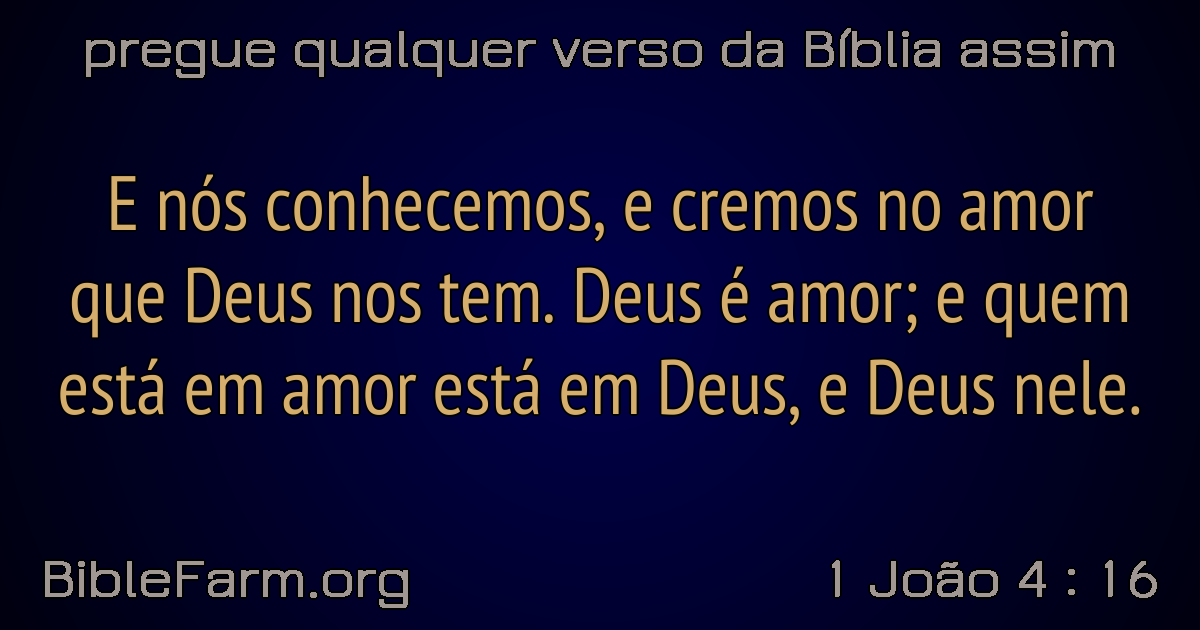 pregue qualquer verso da Bíblia assim
E nós conhecemos, e cremos no amor
que Deus nos tem. Deus é amor; e quem
está em amor está em Deus, e Deus nele.
BibleFarm.org
1 João 4 : 16